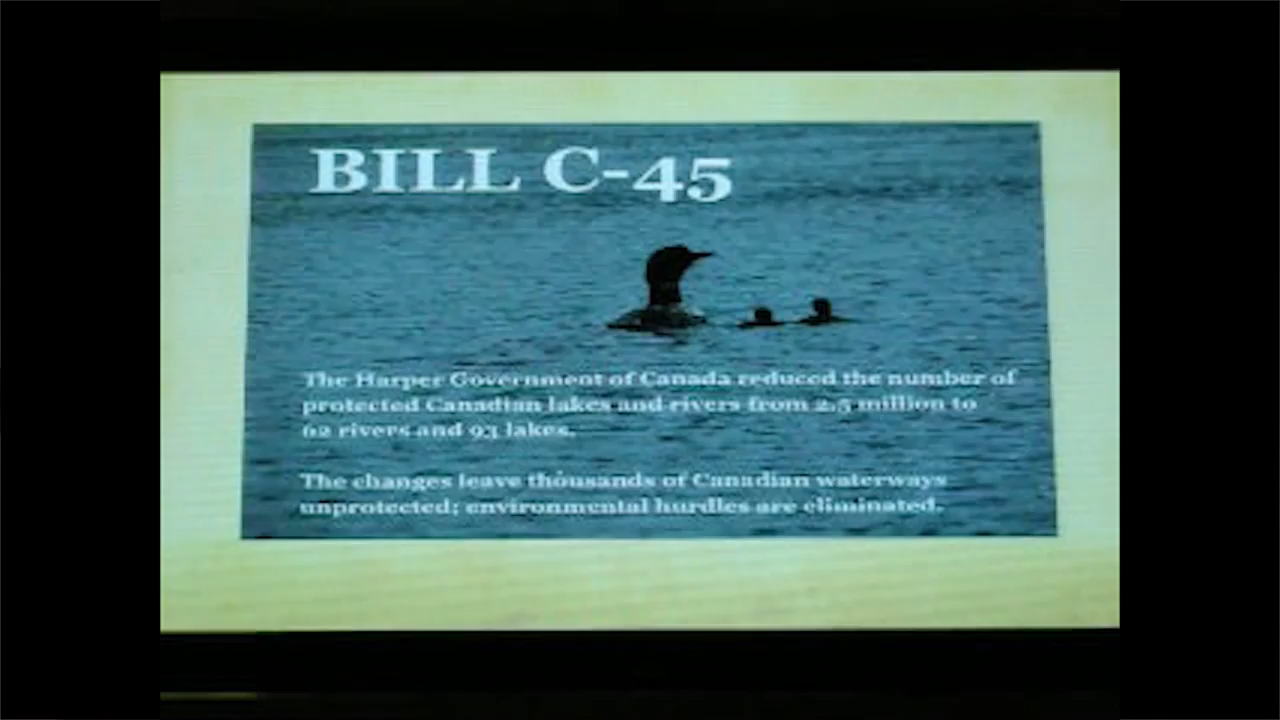 BILL C-45
The Harper Government of Canada reduced the number of
protected Canadian lakes and rivers from 2.5 million to
62 rivers and 93 lakes.
The changes leave thousands of Canadian waterways
unprotected; environmental hurdles are eliminated.